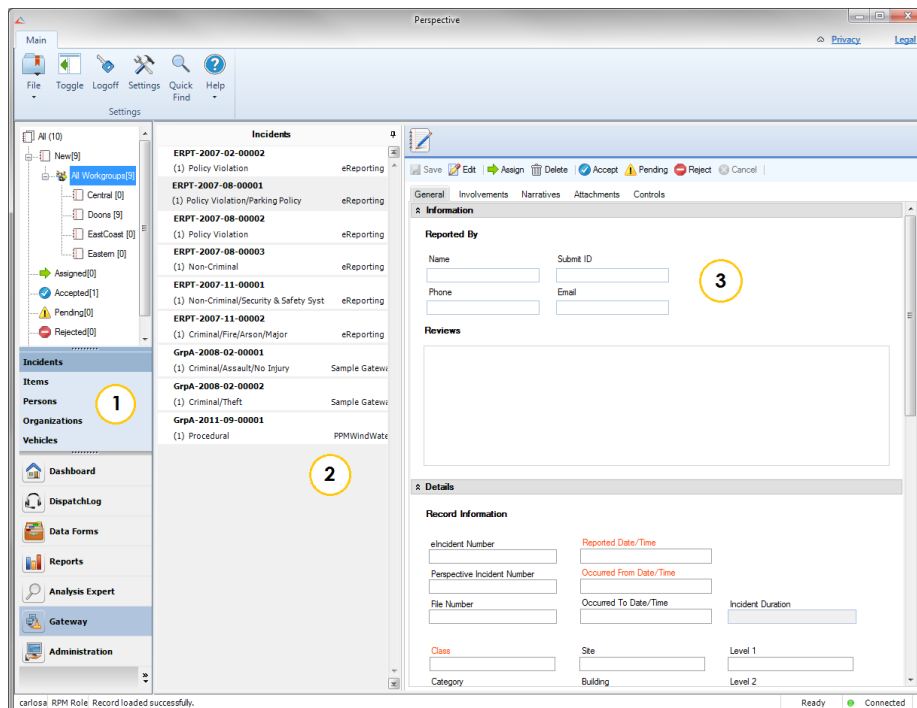 Perspective
Main
Privacy Legal
File Toggle Logoff Settings Quick Find Help
Settings
All (10)
New[9]
All Workgroups[9]
Central [0]
Doons [9]
EastCoast [0]
Eastern [0]
Assigned[0]
Accepted[1]
Pending[0]
Rejected[0]
Incidents
Items
Persons
Organizations
Vehicles
1
Dashboard
DispatchLog
Data Forms
Reports
Analysis Expert
Gateway
Administration
Incidents
ERPT-2007-02-00002
(1) Policy Violation eReporting
ERPT-2007-08-00001
(1) Policy Violation/Parking Policy
ERPT-2007-08-00002
(1) Policy Violation eReporting
ERPT-2007-08-00003
(1) Non-Criminal eReporting
ERPT-2007-11-00001
(1) Non-Criminal/Security & Safety Syst eReporting
ERPT-2007-11-00002
(1) Criminal/Fire/Arson/Major eReporting
GrpA-2008-02-00001
(1) Criminal/Assault/No Injury Sample Gatewa
GrpA-2008-02-00002
(1) Criminal/Theft Sample Gatewa
GrpA-2011-09-00001
(1) Procedural PPMWindWate
2
Save Edit Assign Delete Accept Pending Reject Cancel
General Involvements Narratives Attachments Controls
Information
Reported By
Name Submit ID
3
Phone Email
Reviews
Details
Record Information
eIncident Number Reported Date/Time
Perspective Incident Number Occurred From Date/Time
File Number Occurred To Date/Time Incident Duration
Class Site Level 1
Category Building Level 2
carlosa RPM Role Record loaded successfully. Ready Connected